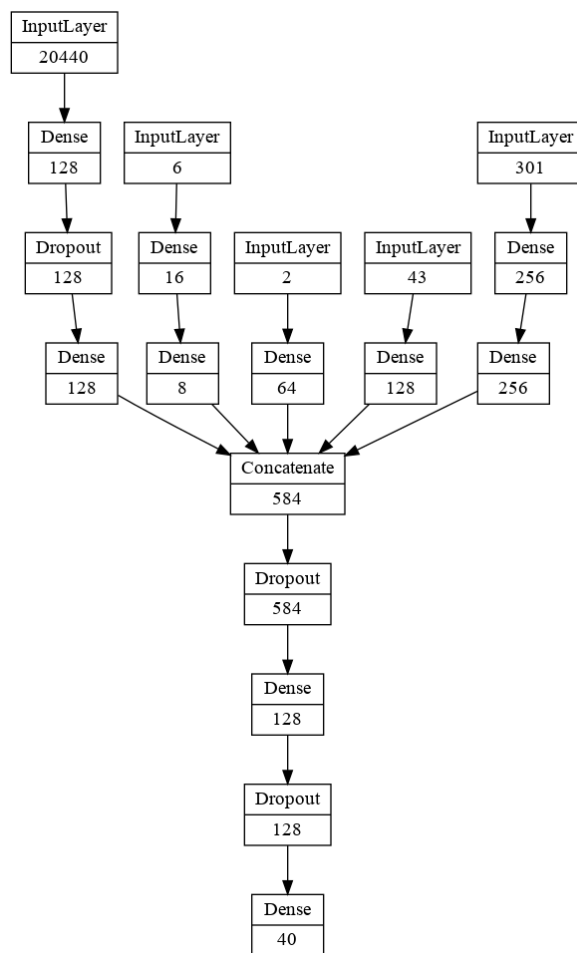 InputLayer
20440
Dense
128
InputLayer
6
InputLayer
301
Dropout
128
Dense
16
InputLayer
2
InputLayer
43
Dense
256
Dense
128
Dense
8
Dense
64
Dense
128
Dense
256
Concatenate
584
Dropout
584
Dense
128
Dropout
128
Dense
40